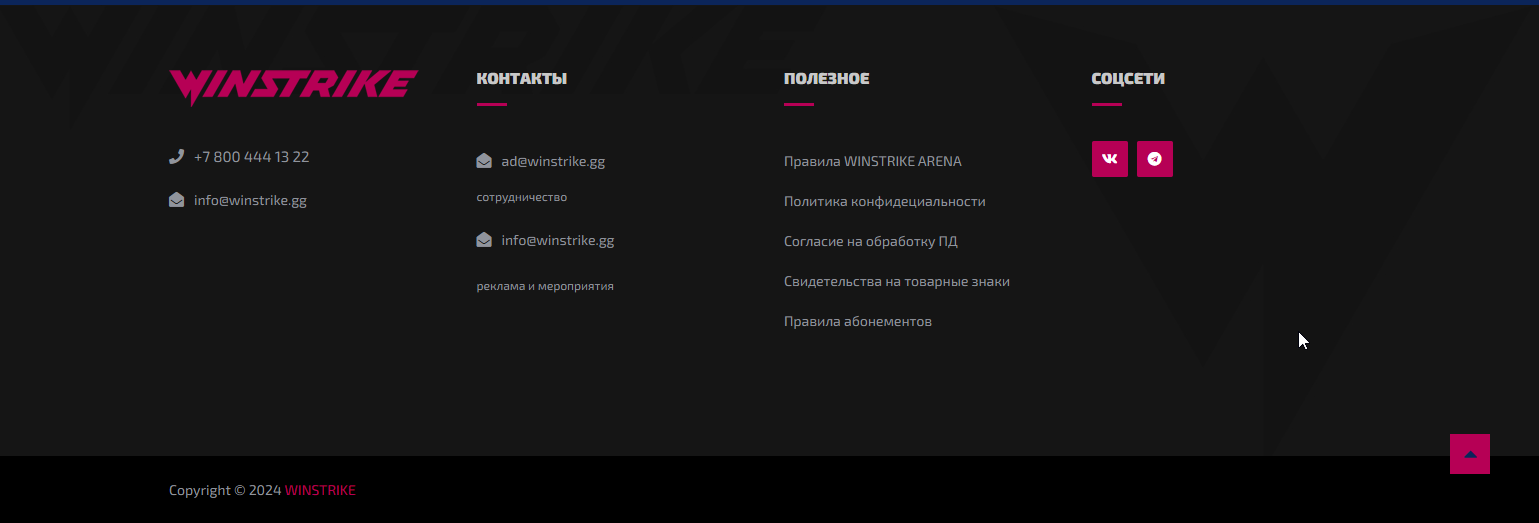 WINSTRIKE
+7 800 444 13 22
info@winstrike.gg
КОНТАКТЫ
ad@winstrike.gg
сотрудничество
info@winstrike.gg
реклама и мероприятия
ПОЛЕЗНОЕ
Правила WINSTRIKE ARENA
Политика конфидециальности
Согласие на обработку ПД
Свидетельства на товарные знаки
Правила абонементов
СОЦСЕТИ
Copyright © 2024 WINSTRIKE